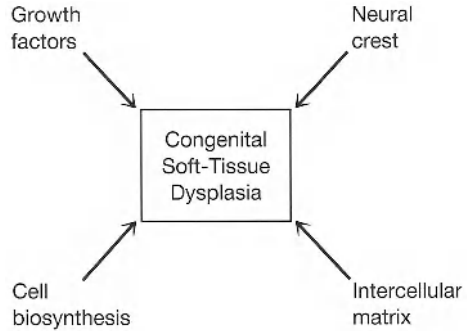 Growth
factors
Neural
crest
Congenital
Soft-Tissue
Dysplasia
Cell
biosynthesis
Intercellular
matrix